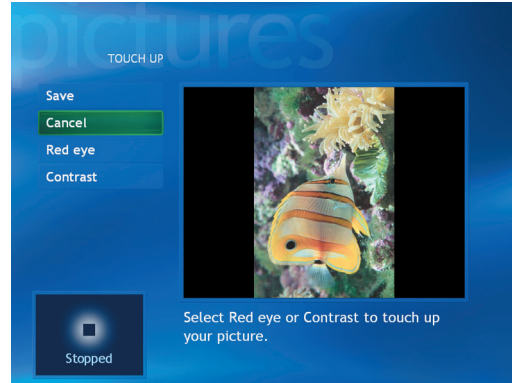 pictures
TOUCH UP
Save
Cancel
Red eye
Contrast
Select Red eye or Contrast to touch up
your picture.
Stopped